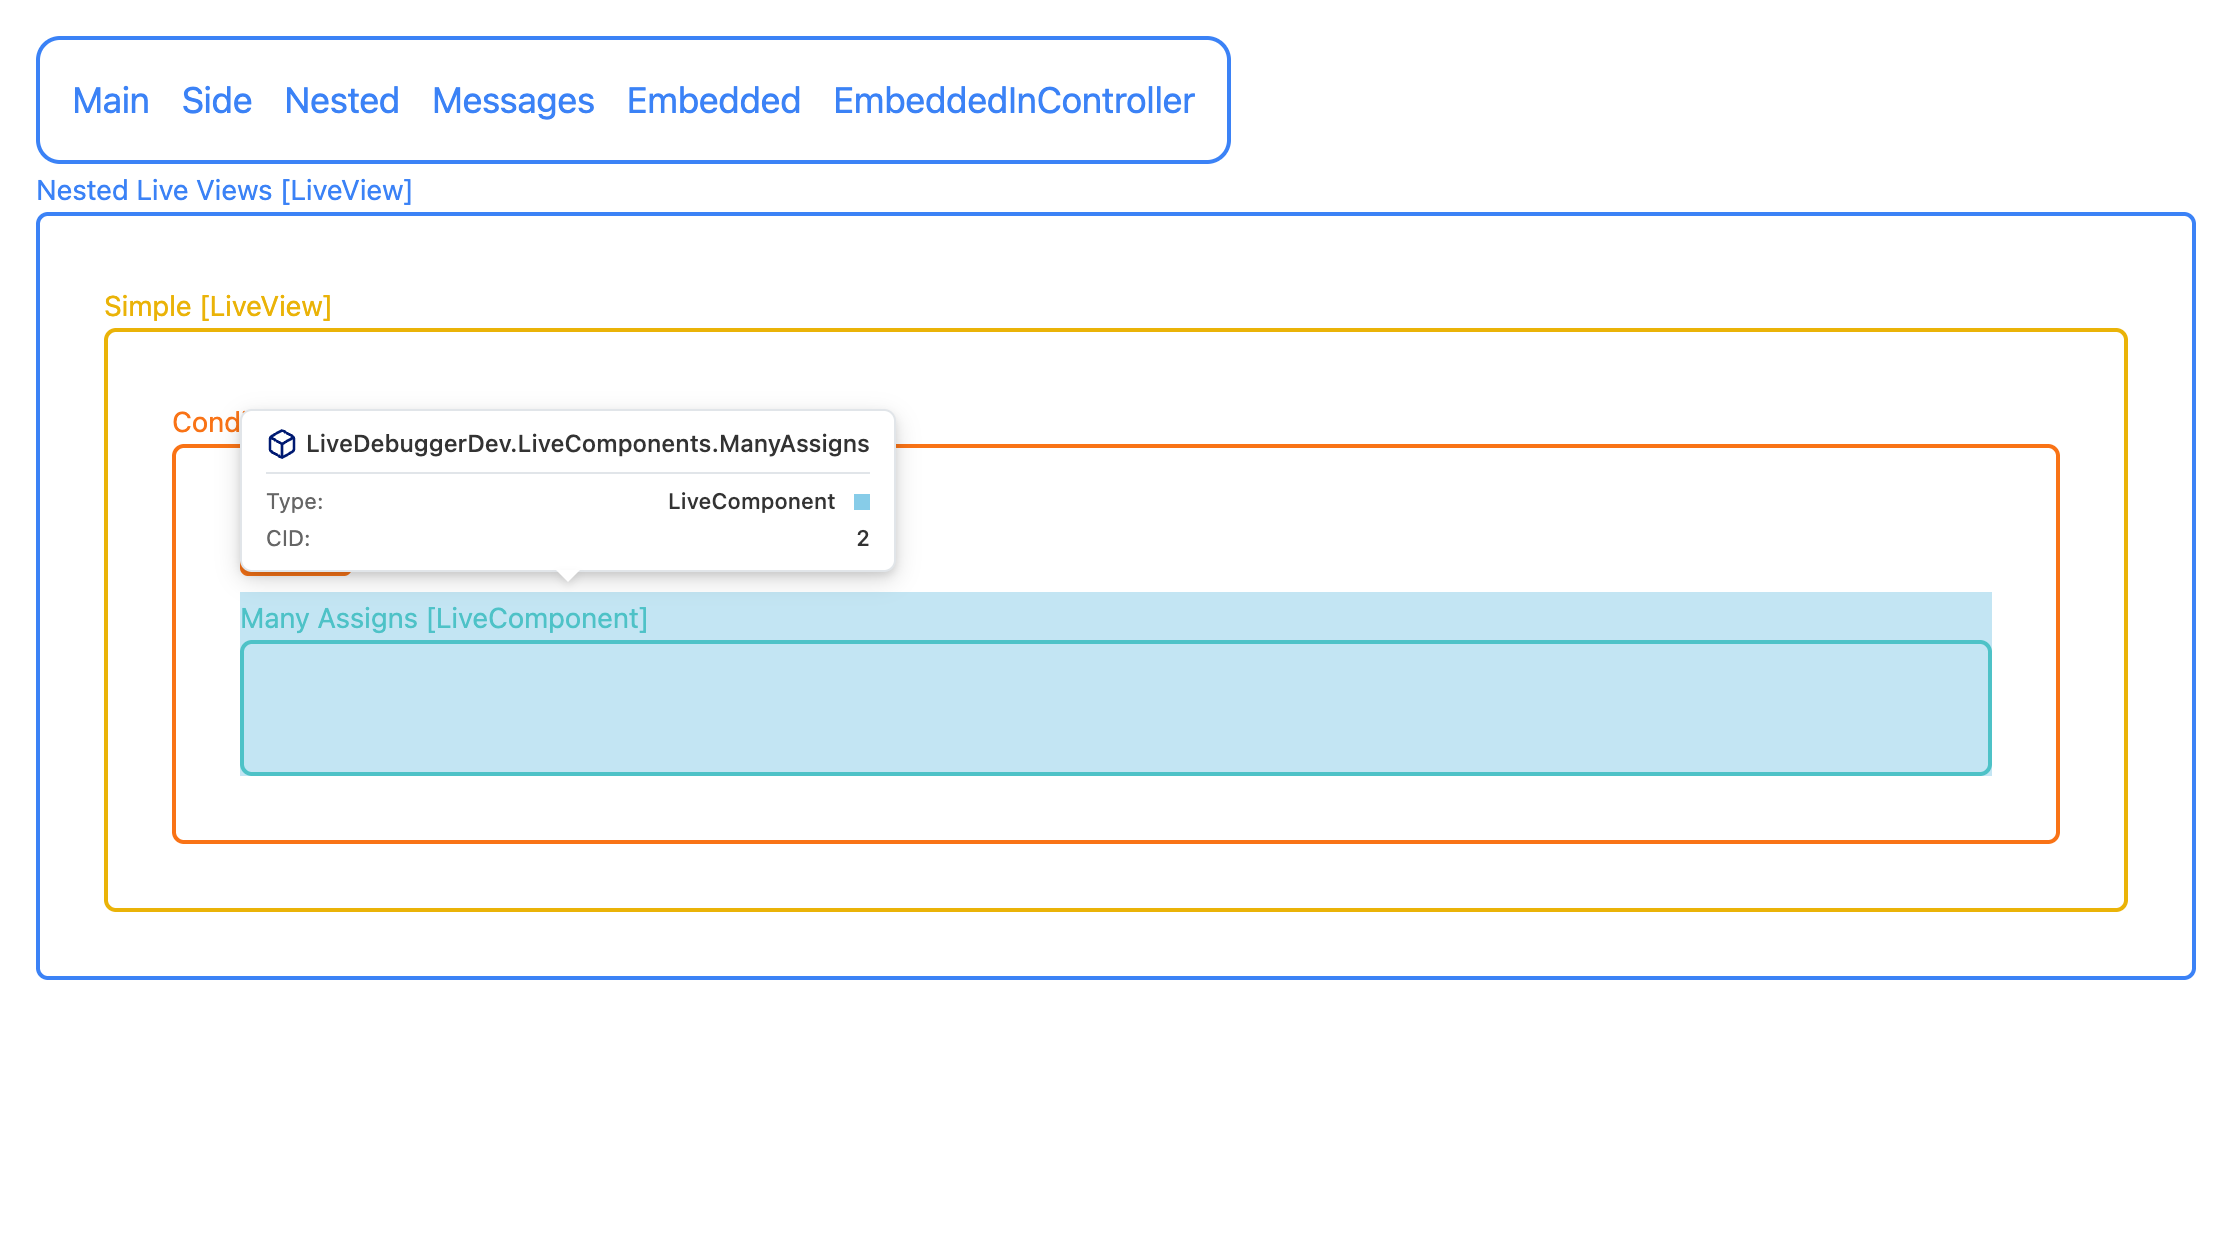 Main Side Nested Messages Embedded EmbeddedInController
Nested Live Views [LiveView]
Simple [LiveView]
LiveDebuggerDev.LiveComponents.ManyAssigns
Type: LiveComponent
CID: 2
Many Assigns [LiveComponent]